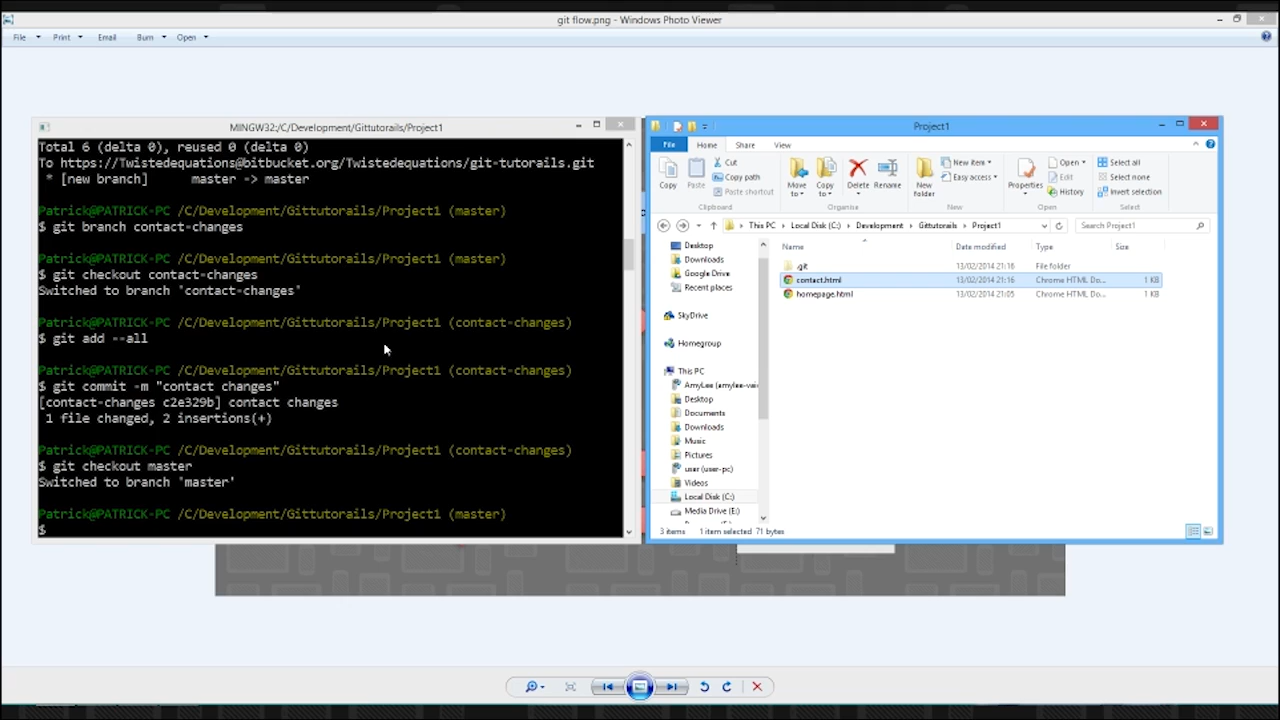 git flow.png - Windows Photo Viewer
File Print Email Burn Open
MINGW32:/C/Development/Gittutorails/Project1
Total 6 (delta 0), reused 0 (delta 0)
To https://Twistedequations@bitbucket.org/Twistedequations/git-tutorails.git
* [new branch] master -> master
Patrick@PATRICK-PC /C/Development/Gittutorails/Project1 (master)
$ git branch contact-changes
Patrick@PATRICK-PC /C/Development/Gittutorails/Project1 (master)
$ git checkout contact-changes
Switched to branch 'contact-changes'
Patrick@PATRICK-PC /C/Development/Gittutorails/Project1 (contact-changes)
$ git add --all
Patrick@PATRICK-PC /C/Development/Gittutorails/Project1 (contact-changes)
$ git commit -m "contact changes"
[contact-changes c2e329b] contact changes
1 file changed, 2 insertions(+)
Patrick@PATRICK-PC /C/Development/Gittutorails/Project1 (contact-changes)
$ git checkout master
Switched to branch 'master'
Patrick@PATRICK-PC /C/Development/Gittutorails/Project1 (master)
$
Project1
File Home Share View
Copy
Paste
Cut
Copy path
Paste shortcut
Clipboard
Move to
Copy to
Delete
Rename
Organise
New folder
New item
Easy access
New
Properties
Open
Edit
History
Open
Select all
Select none
Invert selection
Select
This PC Local Disk (C:) Development Gittutorails Project1
Search Project1
Desktop
Downloads
Google Drive
Recent places
SkyDrive
Homegroup
This PC
AmyLee (amylee-vai
Desktop
Documents
Downloads
Music
Pictures
user (user-pc)
Videos
Local Disk (C:)
Media Drive (E:)
Name Date modified Type Size
.git 13/02/2014 21:16 File folder
contact.html 13/02/2014 21:16 Chrome HTML Do... 1 KB
homepage.html 13/02/2014 21:05 Chrome HTML Do... 1 KB
3 items 1 item selected 71 bytes